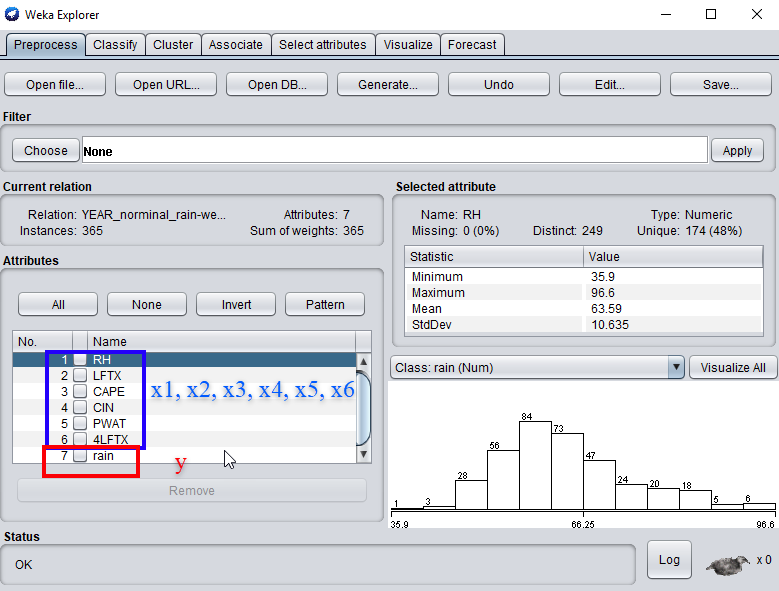 Weka Explorer
Preprocess Classify Cluster Associate Select attributes Visualize Forecast
Open file... Open URL... Open DB... Generate... Undo Edit... Save...
Filter
Choose None Apply
Current relation
Relation: YEAR_norminal_rain-we... Attributes: 7
Instances: 365 Sum of weights: 365
Selected attribute
Name: RH Type: Numeric
Missing: 0 (0%) Distinct: 249 Unique: 174 (48%)
Statistic Value
Minimum 35.9
Maximum 96.6
Mean 63.59
StdDev 10.635
Attributes
All None Invert Pattern
No. Name
1 RH
2 LFTX
3 CAPE
4 CIN
5 PWAT
6 4LFTX
7 rain
x1, x2, x3, x4, x5, x6
y
Remove
Class: rain (Num) Visualize All
1 3 28 56 84 73 47 24 20 18 5 6
35.9 66.25 96.6
Status
OK Log x 0